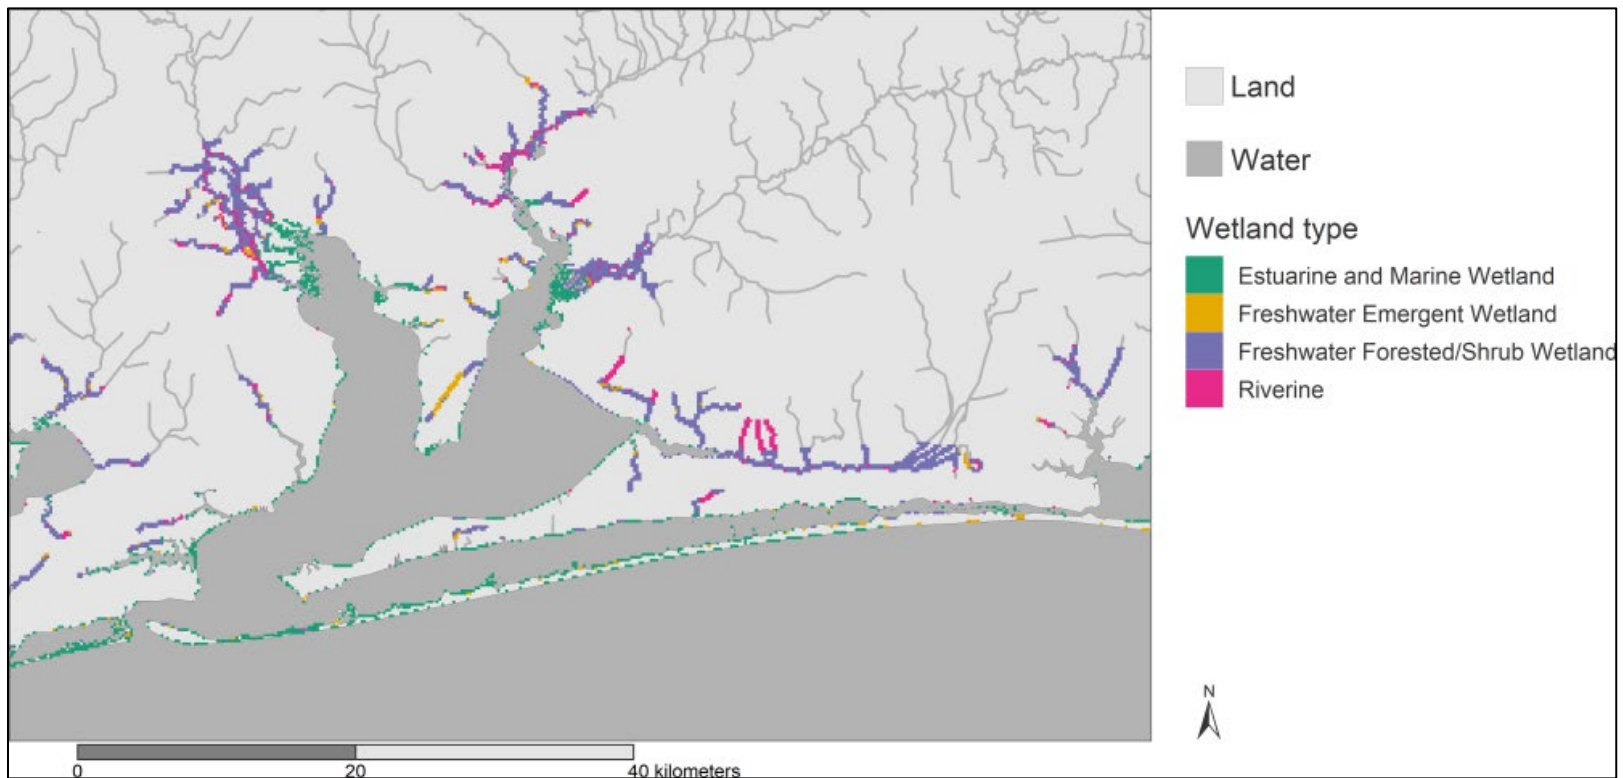 Land
Water
Wetland type
Estuarine and Marine Wetland
Freshwater Emergent Wetland
Freshwater Forested/Shrub Wetland
Riverine
N
0 20 40 kilometers